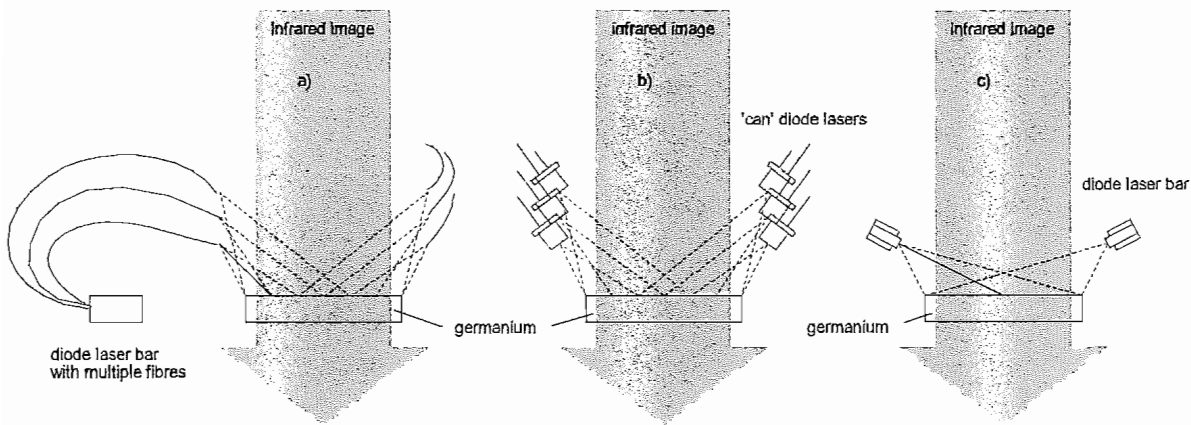 infrared image
a)
infrared image
b)
infrared image
c)
'can' diode lasers
diode laser bar
germanium
germanium
diode laser bar
with multiple fibres